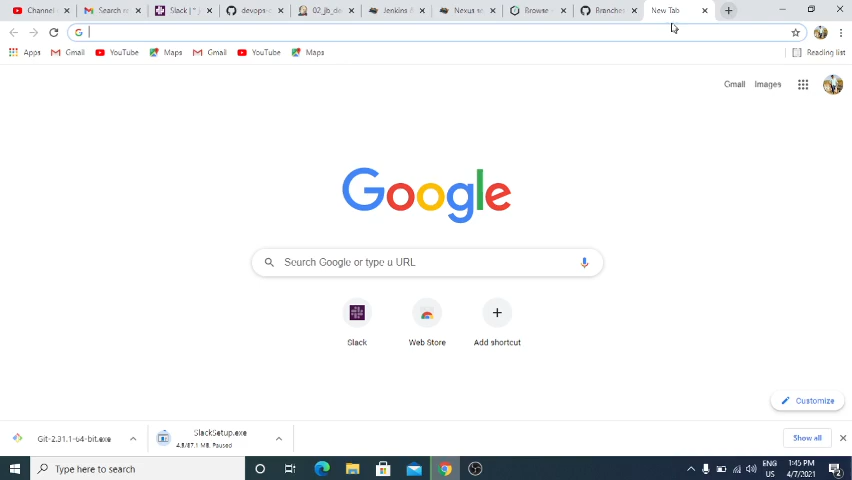 Channel
Search re
Slack | * J
devops-c
02_jb_de
Jenkins A
Nexus se
Browse -
Branches
New Tab
Apps
Gmail
YouTube
Maps
Gmail
YouTube
Maps
Reading list
Gmail
Images
Google
Search Google or type a URL
Slack
Web Store
Add shortcut
Customize
Git-2.31.1-64-bit.exe
SlackSetup.exe
4.8/87.1 MB, Paused
Show all
Type here to search
ENG
US
1:45 PM
4/7/2021
2